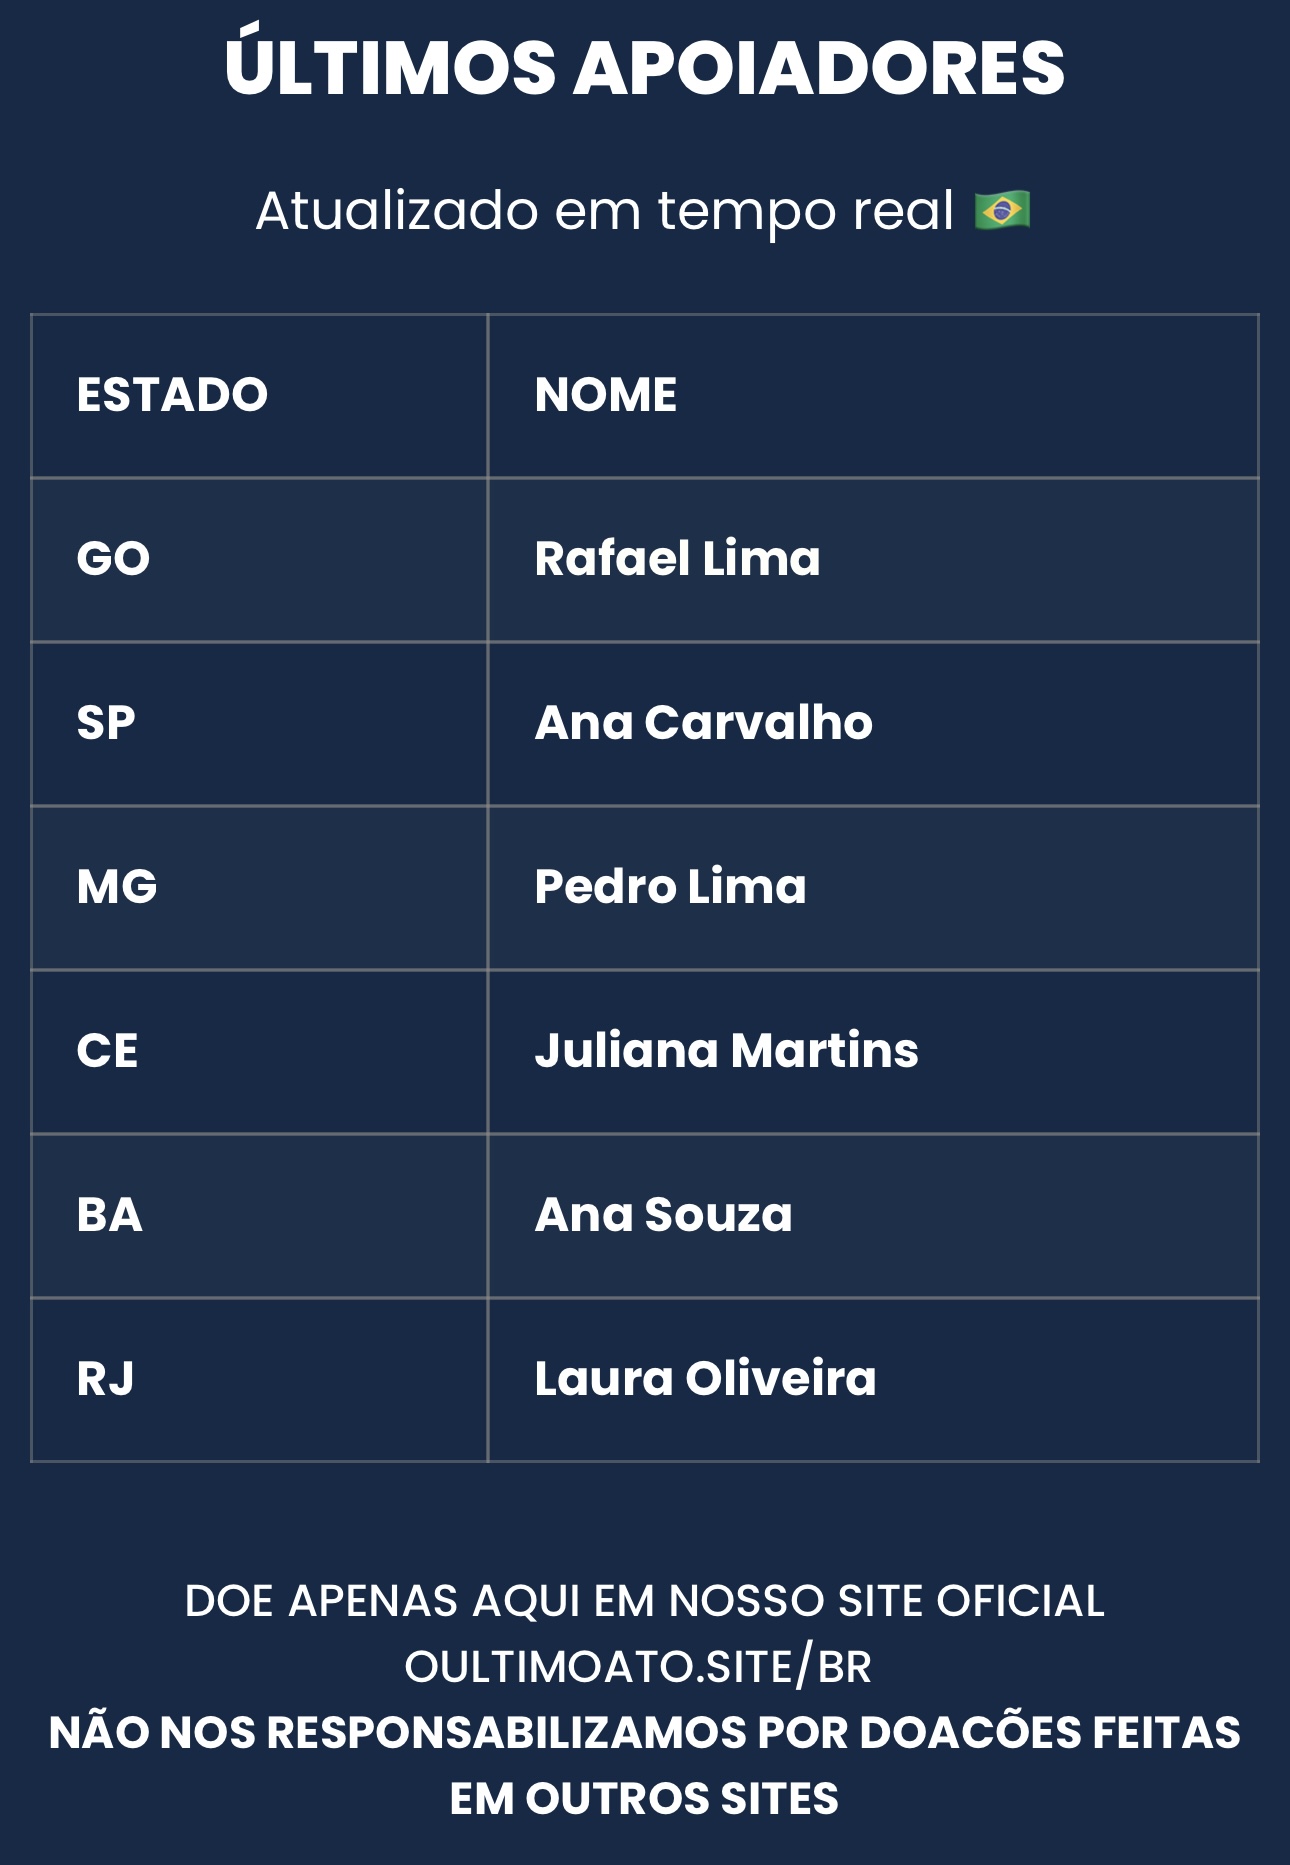 ÚLTIMOS APOIADORES
Atualizado em tempo real 🇧🇷
ESTADO NOME
GO Rafael Lima
SP Ana Carvalho
MG Pedro Lima
CE Juliana Martins
BA Ana Souza
RJ Laura Oliveira
DOE APENAS AQUI EM NOSSO SITE OFICIAL
OULTIMOATO.SITE/BR
NÃO NOS RESPONSABILIZAMOS POR DOACÕES FEITAS
EM OUTROS SITES